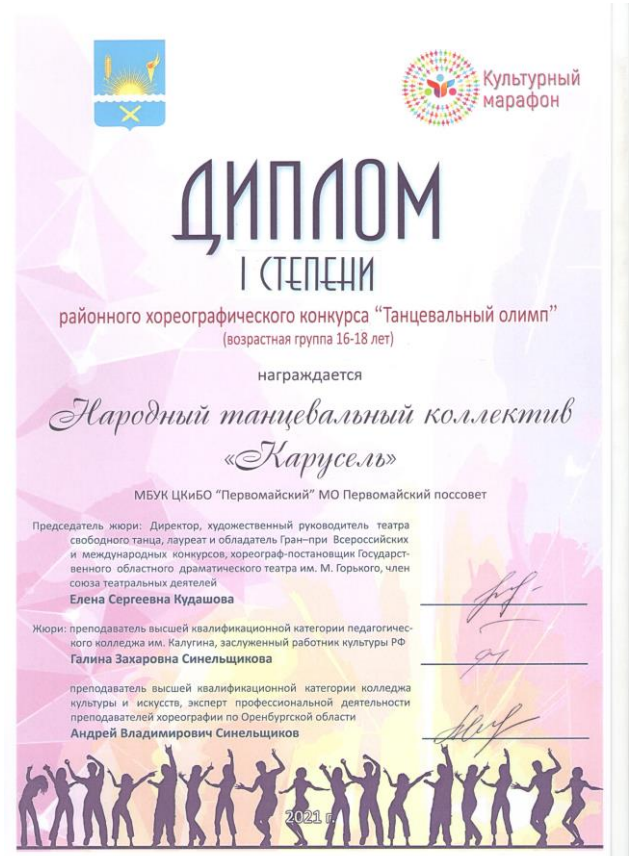 Культурный
марафон
ДИПЛОМ
I СТЕПЕНИ
районного хореографического конкурса “Танцевальный олимп”
(возрастная группа 16-18 лет)
награждается
Народный танцевальный коллектив
«Карусель»
МБУК ЦКиБО “Первомайский” МО Первомайский поссовет
Председатель жюри: Директор, художественный руководитель театра
свободного танца, лауреат и обладатель Гран–при Всероссийских
и международных конкурсов, хореограф-постановщик Государст-
венного областного драматического театра им. М. Горького, член
союза театральных деятелей
Елена Сергеевна Кудашова
Жюри: преподаватель высшей квалификационной категории педагогичес-
кого колледжа им. Калугина, заслуженный работник культуры РФ
Галина Захаровна Синельщикова
преподаватель высшей квалификационной категории колледжа
культуры и искусств, эксперт профессиональной деятельности
преподавателей хореографии по Оренбургской области
Андрей Владимирович Синельщиков
2021 г.